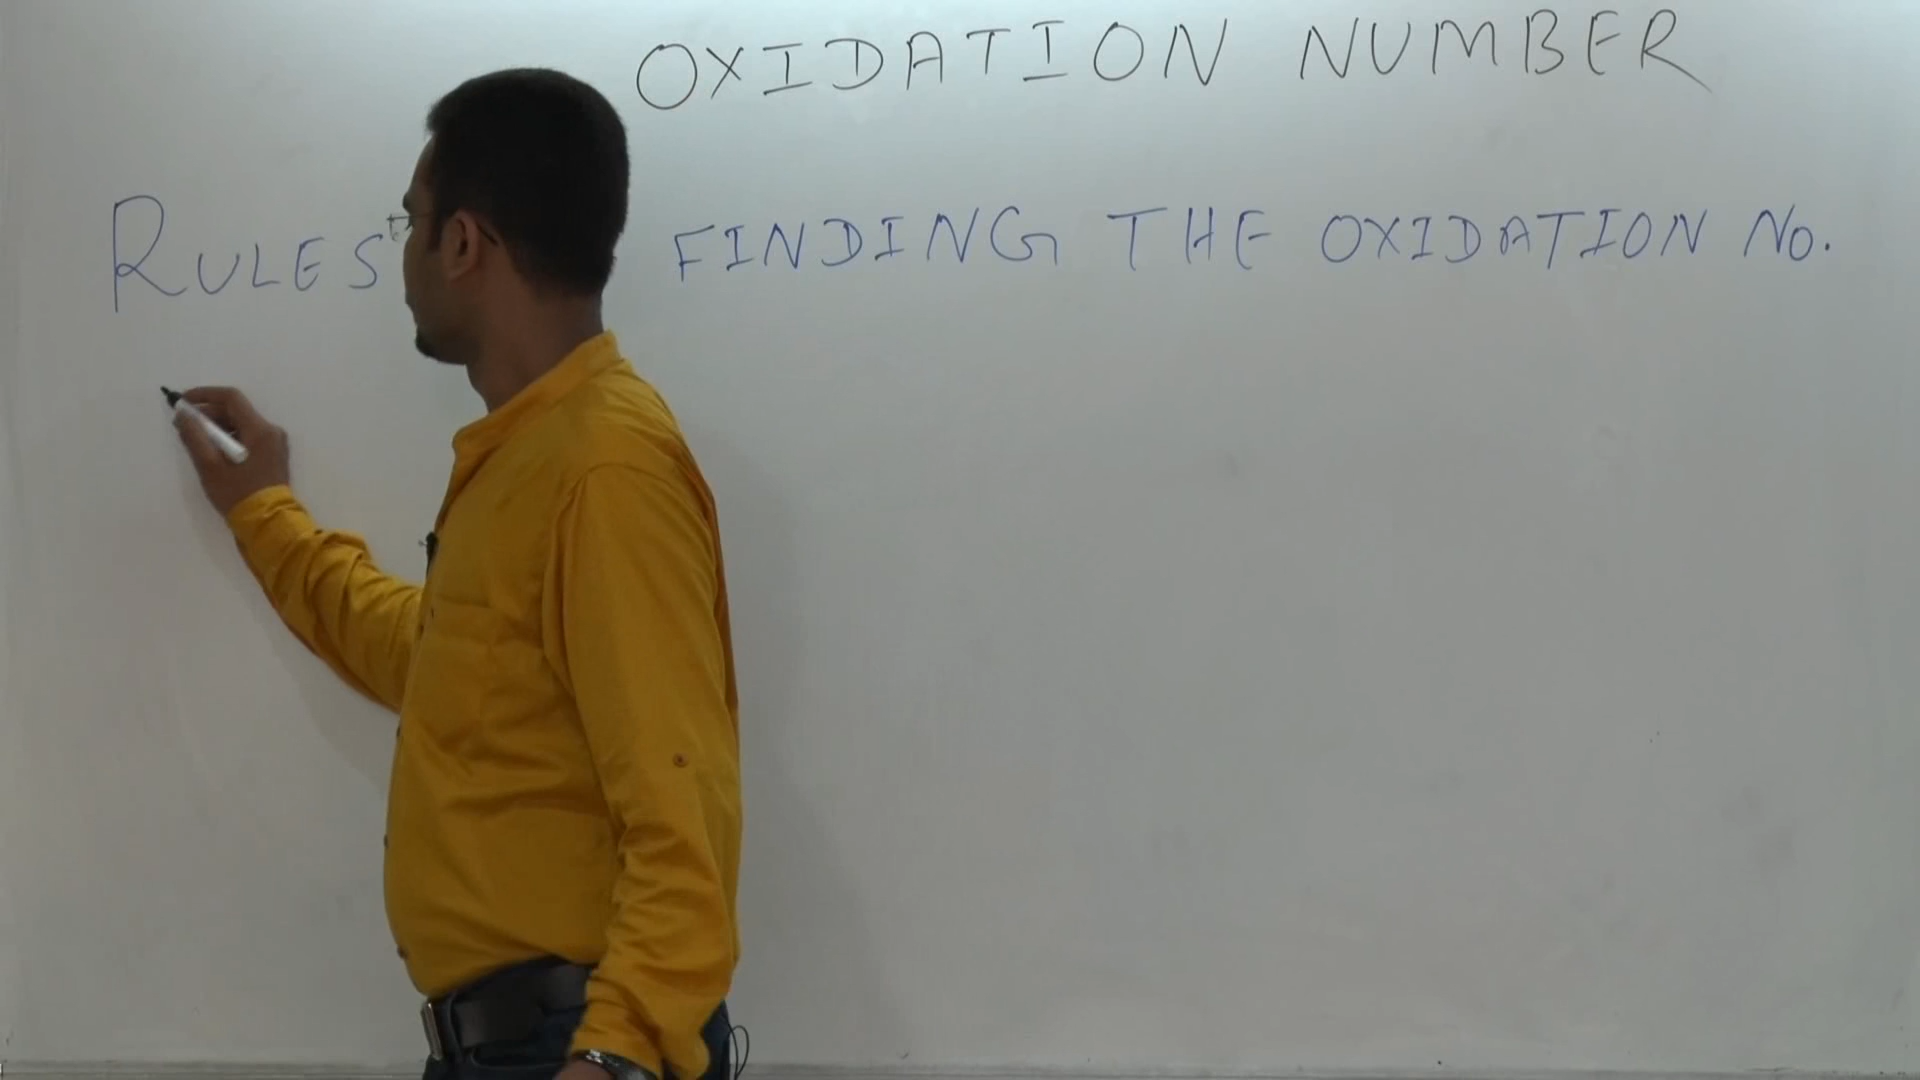 OXIDATION NUMBER
RULES FINDING THE OXIDATION NO.